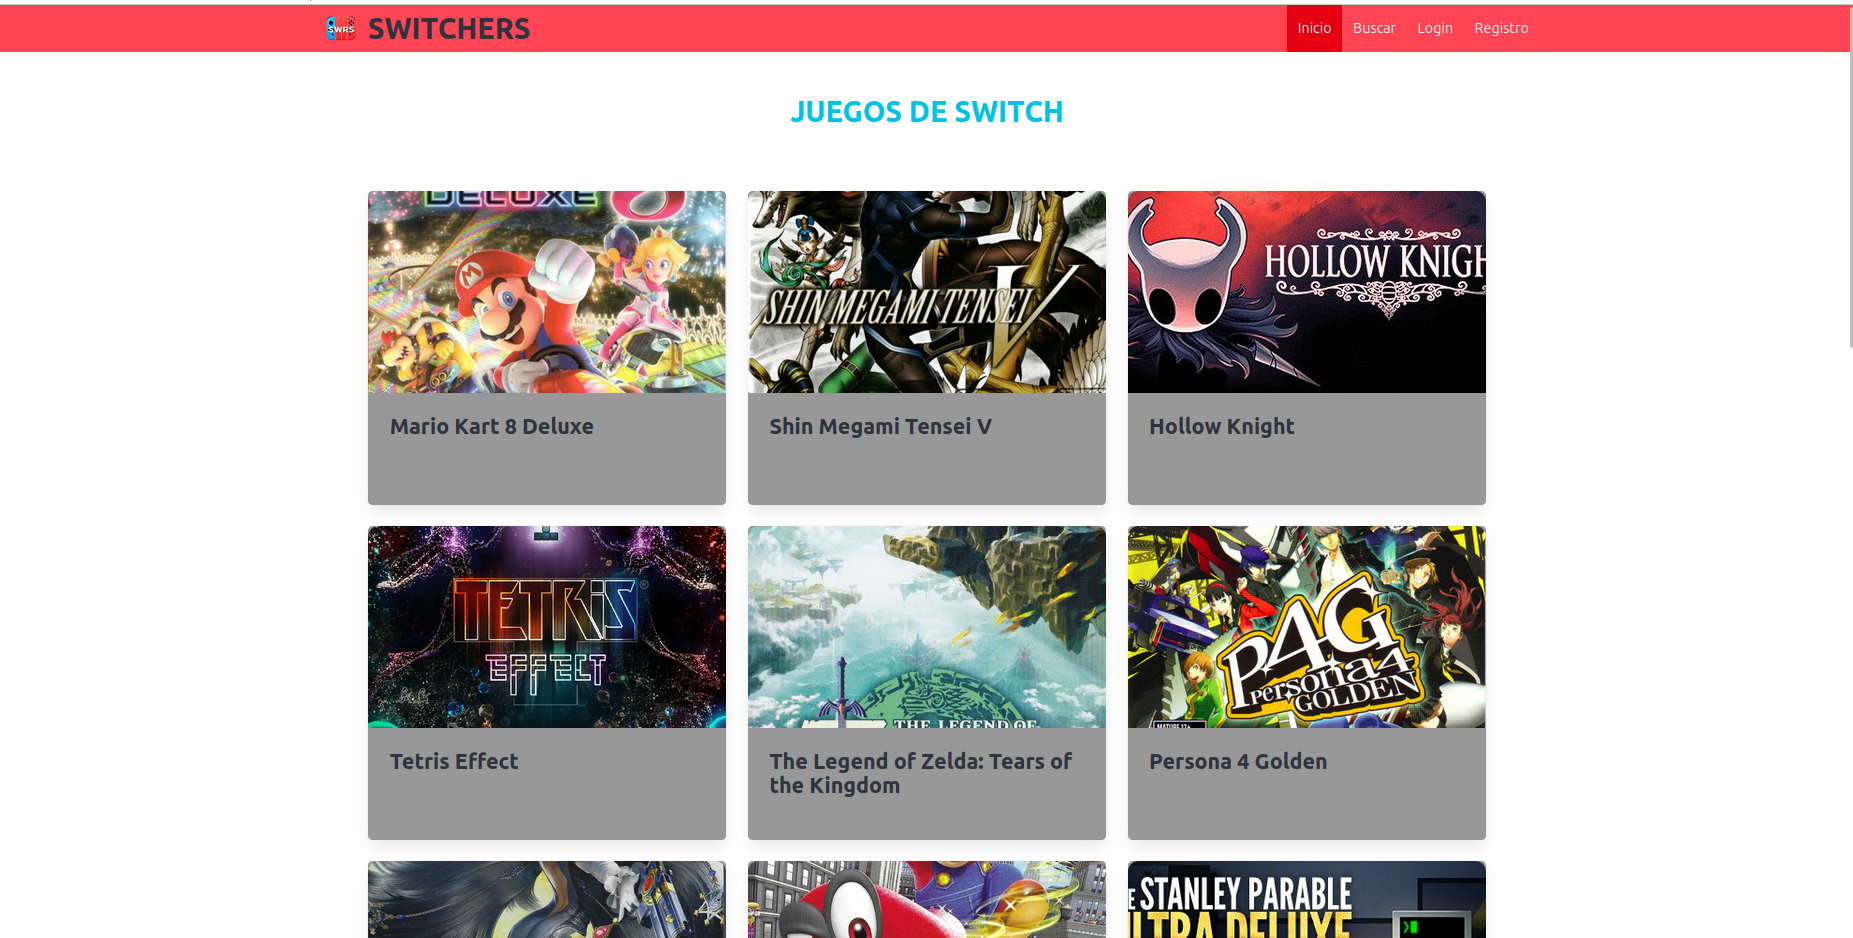 SWRS SWITCHERS
Inicio Buscar Login Registro
JUEGOS DE SWITCH
DELUXE 8
SHIN MEGAMI TENSEI V
HOLLOW KNIGH
Mario Kart 8 Deluxe
Shin Megami Tensei V
Hollow Knight
TETRIS®
EFFECT
THE LEGEND OF
P4G
persona 4
GOLDEN
MATURE 17+
Tetris Effect
The Legend of Zelda: Tears of
the Kingdom
Persona 4 Golden
E STANLEY PARABLE
LTRA DELUXE